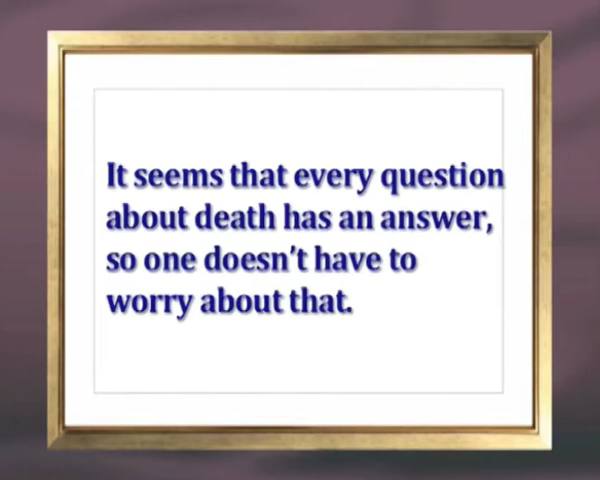 It seems that every question
about death has an answer,
so one doesn't have to
worry about that.